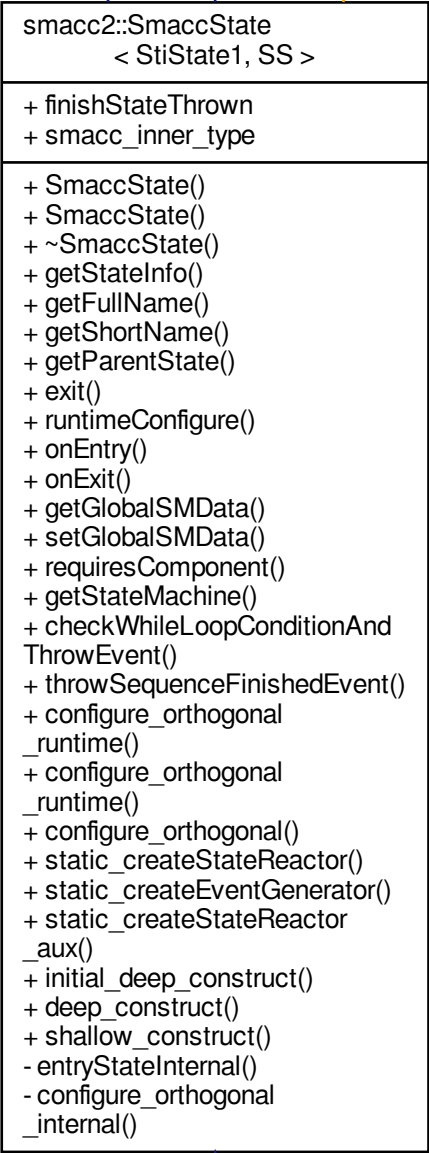 smacc2::SmaccState
< StiState1, SS >
+ finishStateThrown
+ smacc_inner_type
+ SmaccState()
+ SmaccState()
+ ~SmaccState()
+ getStateInfo()
+ getFullName()
+ getShortName()
+ getParentState()
+ exit()
+ runtimeConfigure()
+ onEntry()
+ onExit()
+ getGlobalSMData()
+ setGlobalSMData()
+ requiresComponent()
+ getStateMachine()
+ checkWhileLoopConditionAnd
ThrowEvent()
+ throwSequenceFinishedEvent()
+ configure_orthogonal
_runtime()
+ configure_orthogonal
_runtime()
+ configure_orthogonal()
+ static_createStateReactor()
+ static_createEventGenerator()
+ static_createStateReactor
_aux()
+ initial_deep_construct()
+ deep_construct()
+ shallow_construct()
- entryStateInternal()
- configure_orthogonal
_internal()